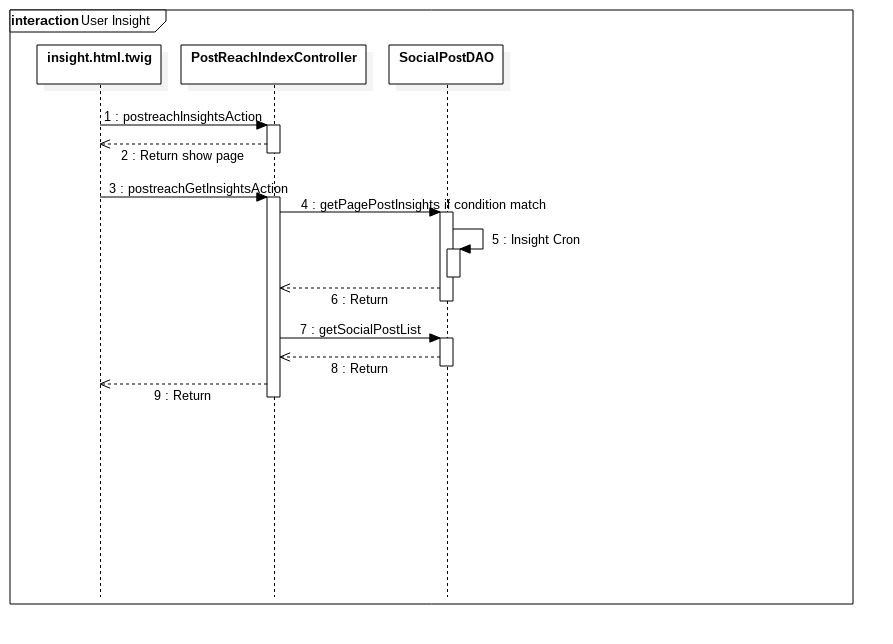 interaction User Insight
insight.html.twig
PostReachIndexController
SocialPostDAO
1 : postreachInsightsAction
2 : Return show page
3 : postreachGetInsightsAction
4 : getPagePostInsights if condition match
5 : Insight Cron
6 : Return
7 : getSocialPostList
8 : Return
9 : Return